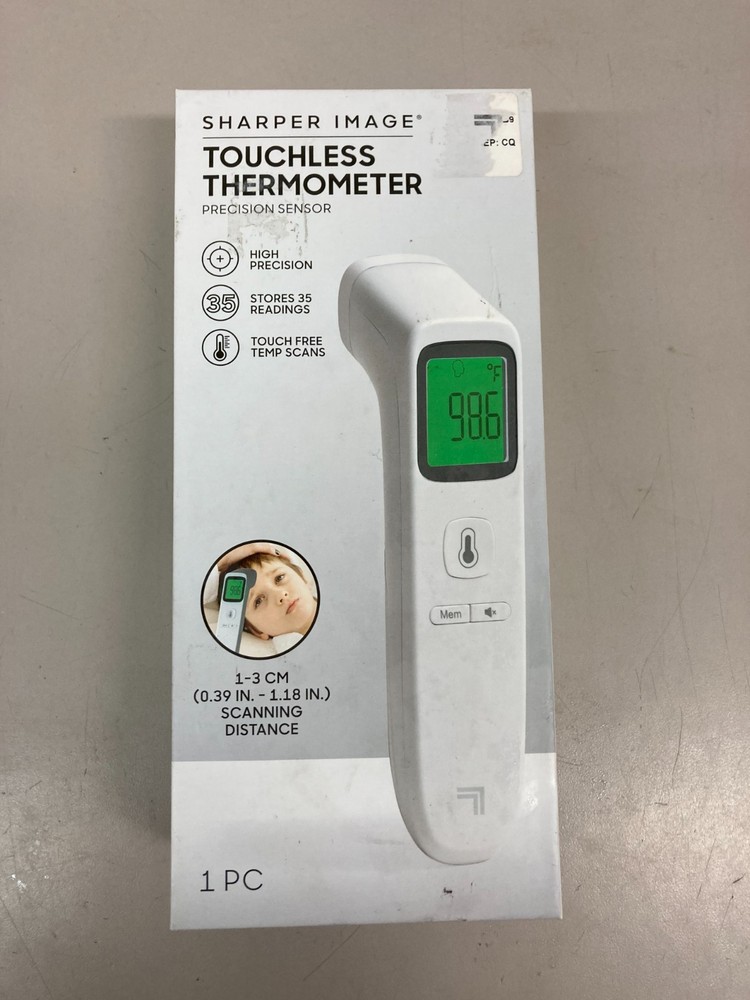 SHARPER IMAGE®
TOUCHLESS
THERMOMETER
PRECISION SENSOR
HIGH
PRECISION
35
STORES 35
READINGS
TOUCH FREE
TEMP SCANS
CQ
°F
98.6
Mem
1-3 CM
(0.39 IN. - 1.18 IN.)
SCANNING
DISTANCE
1 PC